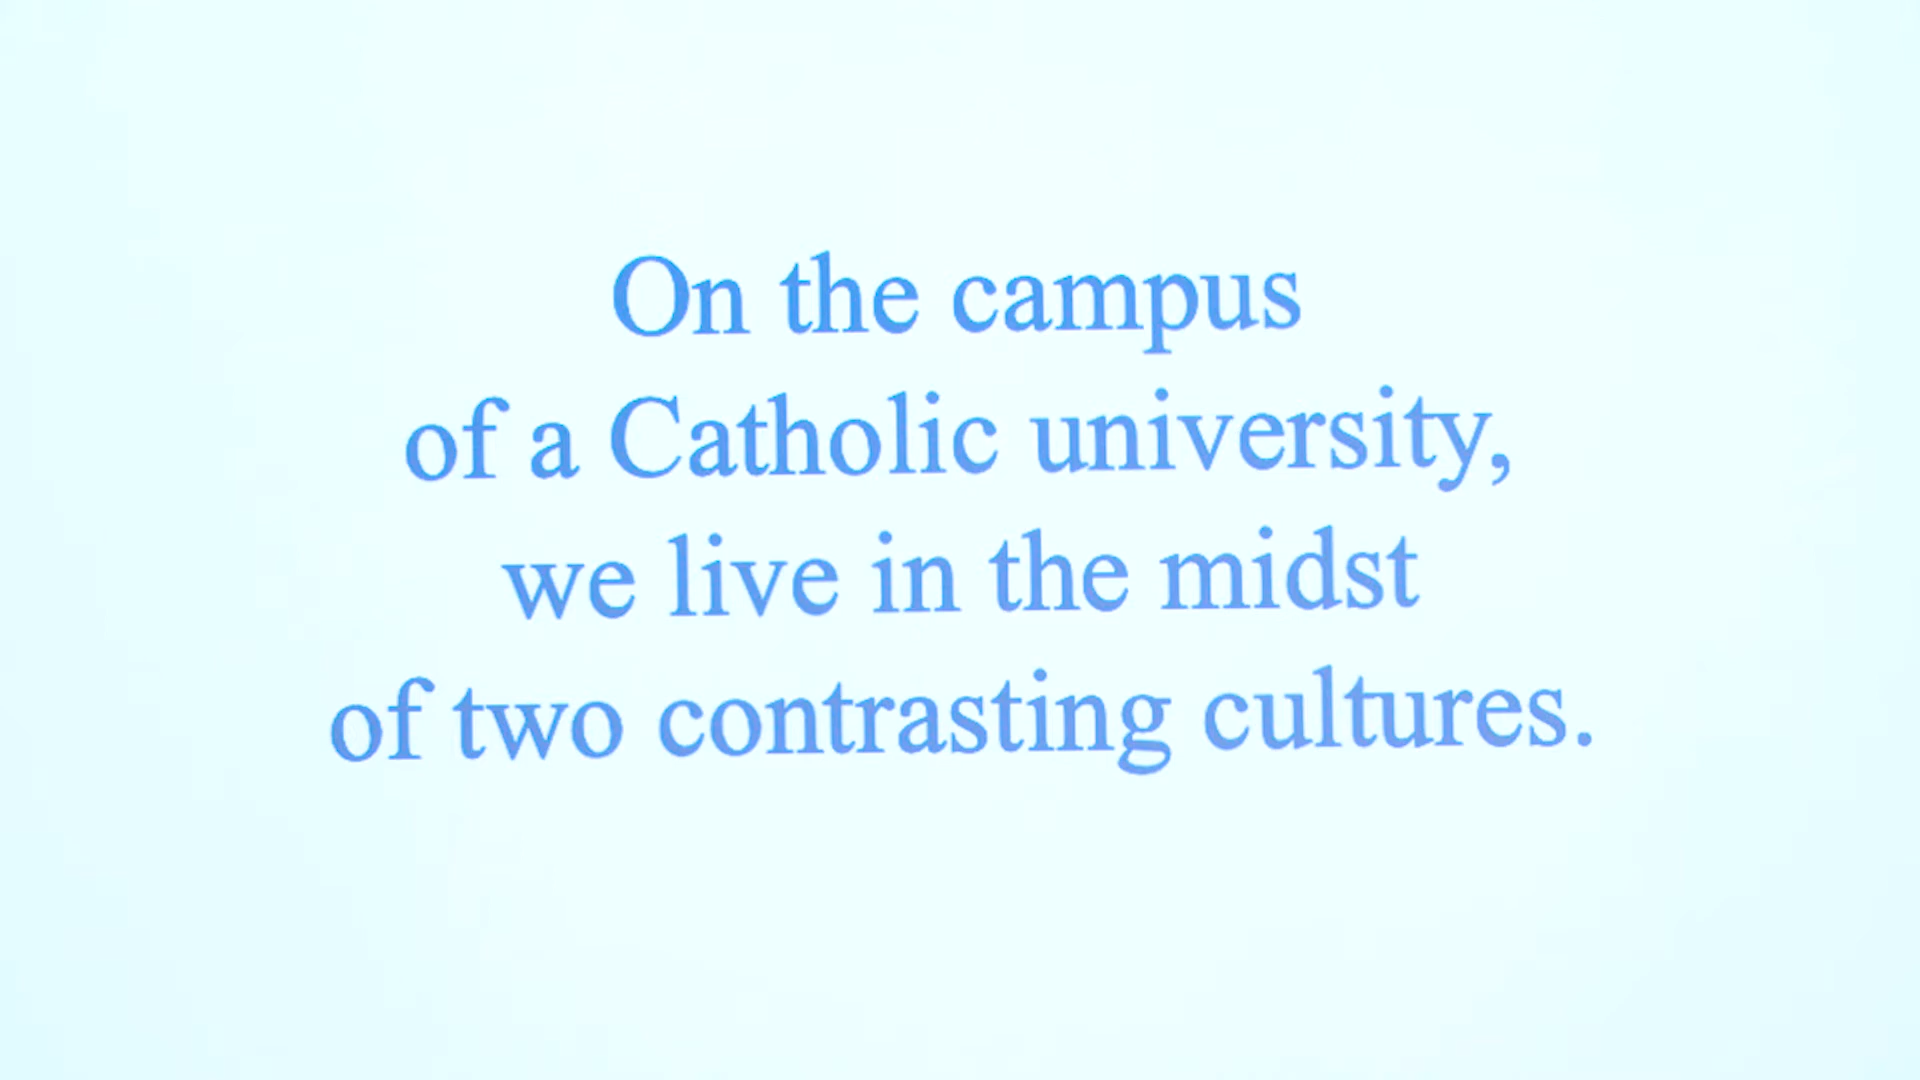 On the campus
of a Catholic university,
we live in the midst
of two contrasting cultures.